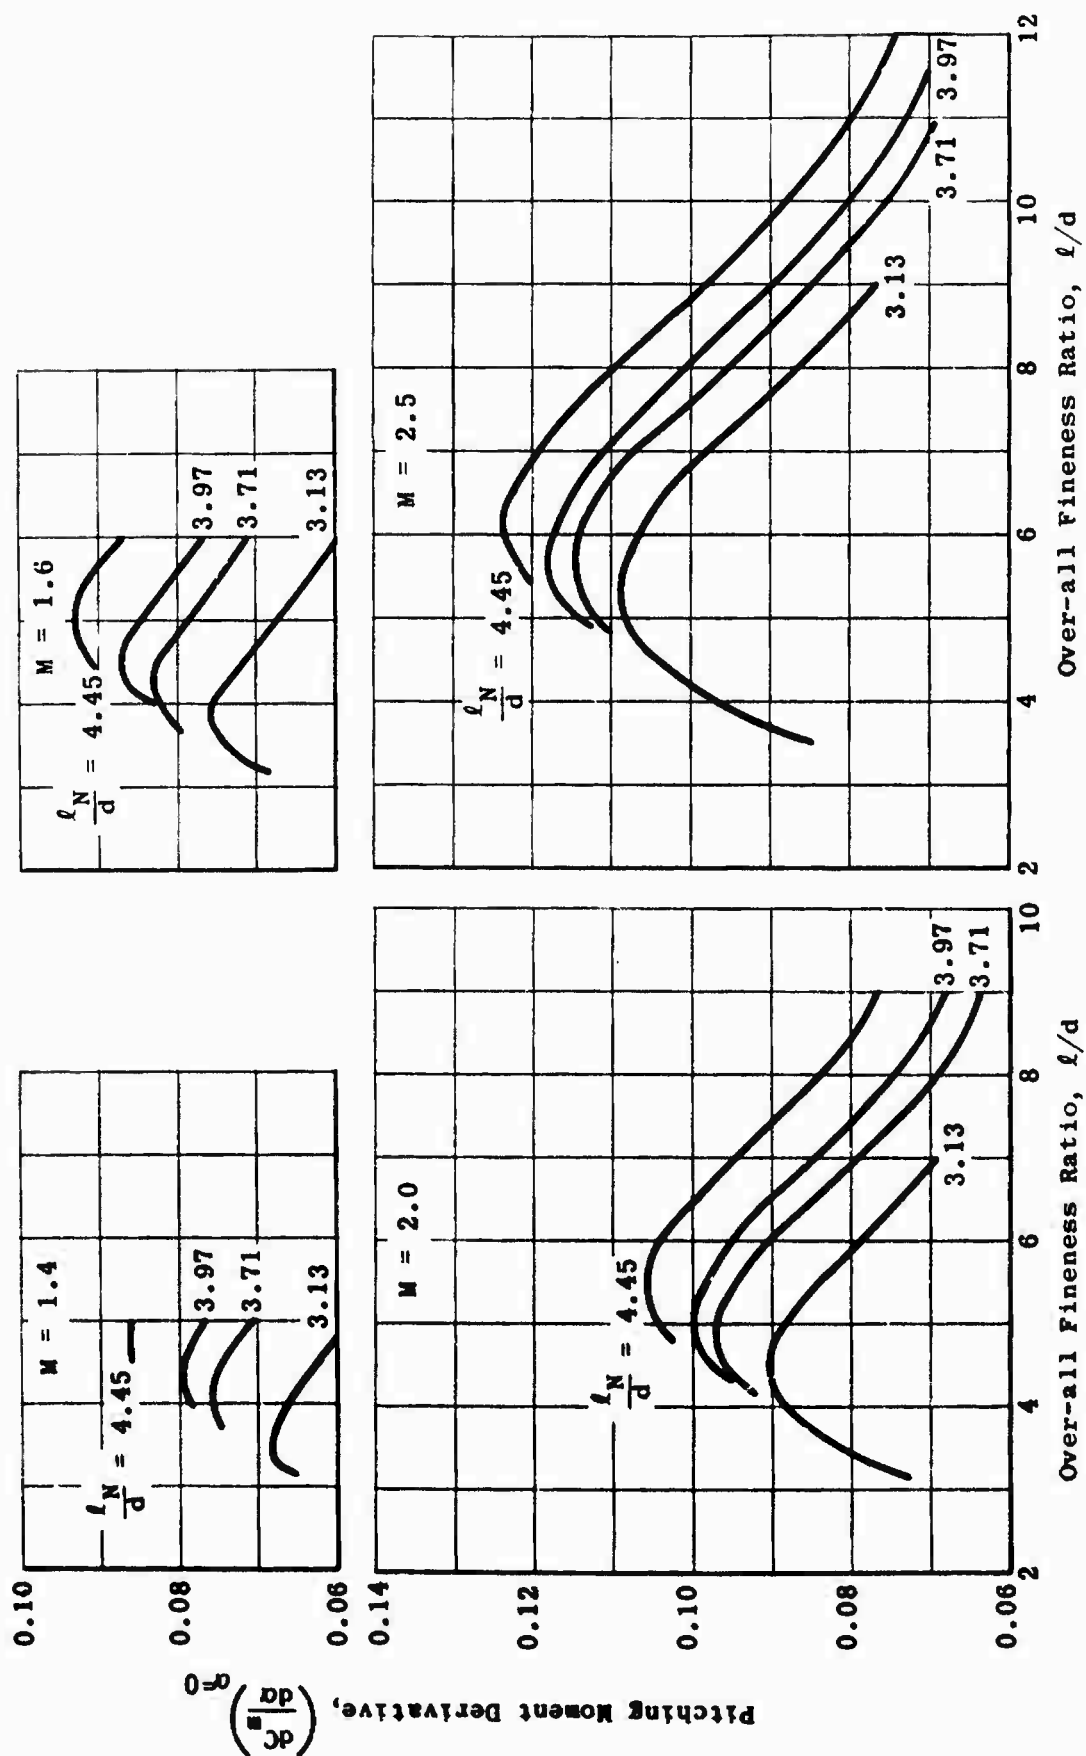 Pitching Moment Derivative, (dCm/dα)α=0
0.10
0.08
0.06
M = 1.4
ℓN/d = 4.45
3.97
3.71
3.13
M = 1.6
ℓN/d = 4.45
3.97
3.71
3.13
0.14
0.12
0.10
0.08
0.06
M = 2.0
ℓN/d = 4.45
3.97
3.71
3.13
2
4
6
8
10
Over-all Fineness Ratio, ℓ/d
M = 2.5
ℓN/d = 4.45
3.97
3.71
3.13
2
4
6
8
10
12
Over-all Fineness Ratio, ℓ/d